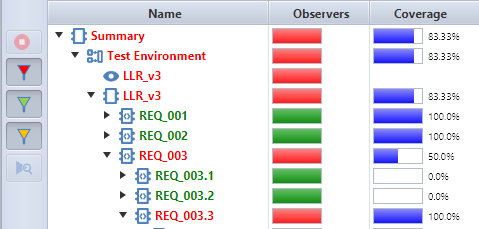 Name Observers Coverage
Summary 83.33%
Test Environment 83.33%
LLR_v3
LLR_v3 83.33%
REQ_001 100.0%
REQ_002 100.0%
REQ_003 50.0%
REQ_003.1 0.0%
REQ_003.2 0.0%
REQ_003.3 100.0%